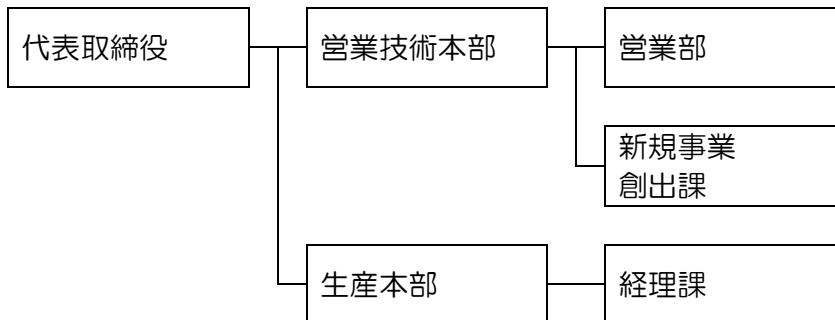 代表取締役
営業技術本部
営業部
新規事業
創出課
生産本部
経理課